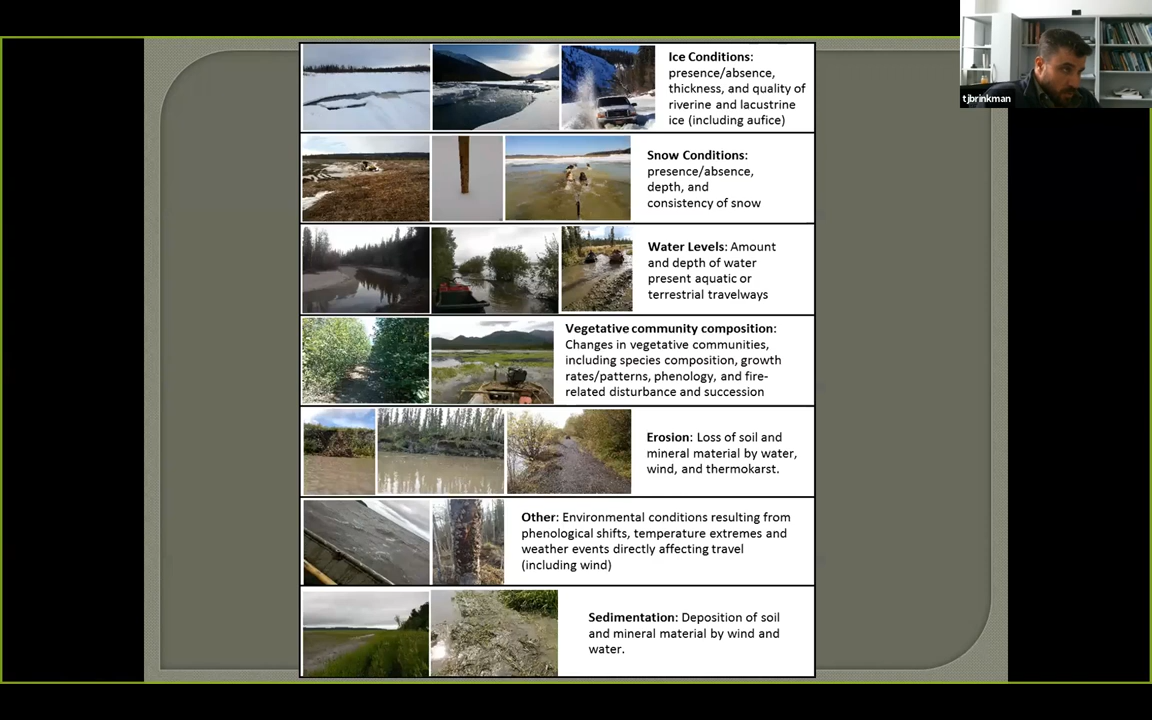 tjbrinkman
Ice Conditions:
presence/absence,
thickness, and quality of
riverine and lacustrine
ice (including aufice)
Snow Conditions:
presence/absence,
depth, and
consistency of snow
Water Levels: Amount
and depth of water
present aquatic or
terrestrial travelways
Vegetative community composition:
Changes in vegetative communities,
including species composition, growth
rates/patterns, phenology, and fire-
related disturbance and succession
Erosion: Loss of soil and
mineral material by water,
wind, and thermokarst.
Other: Environmental conditions resulting from
phenological shifts, temperature extremes and
weather events directly affecting travel
(including wind)
Sedimentation: Deposition of soil
and mineral material by wind and
water.